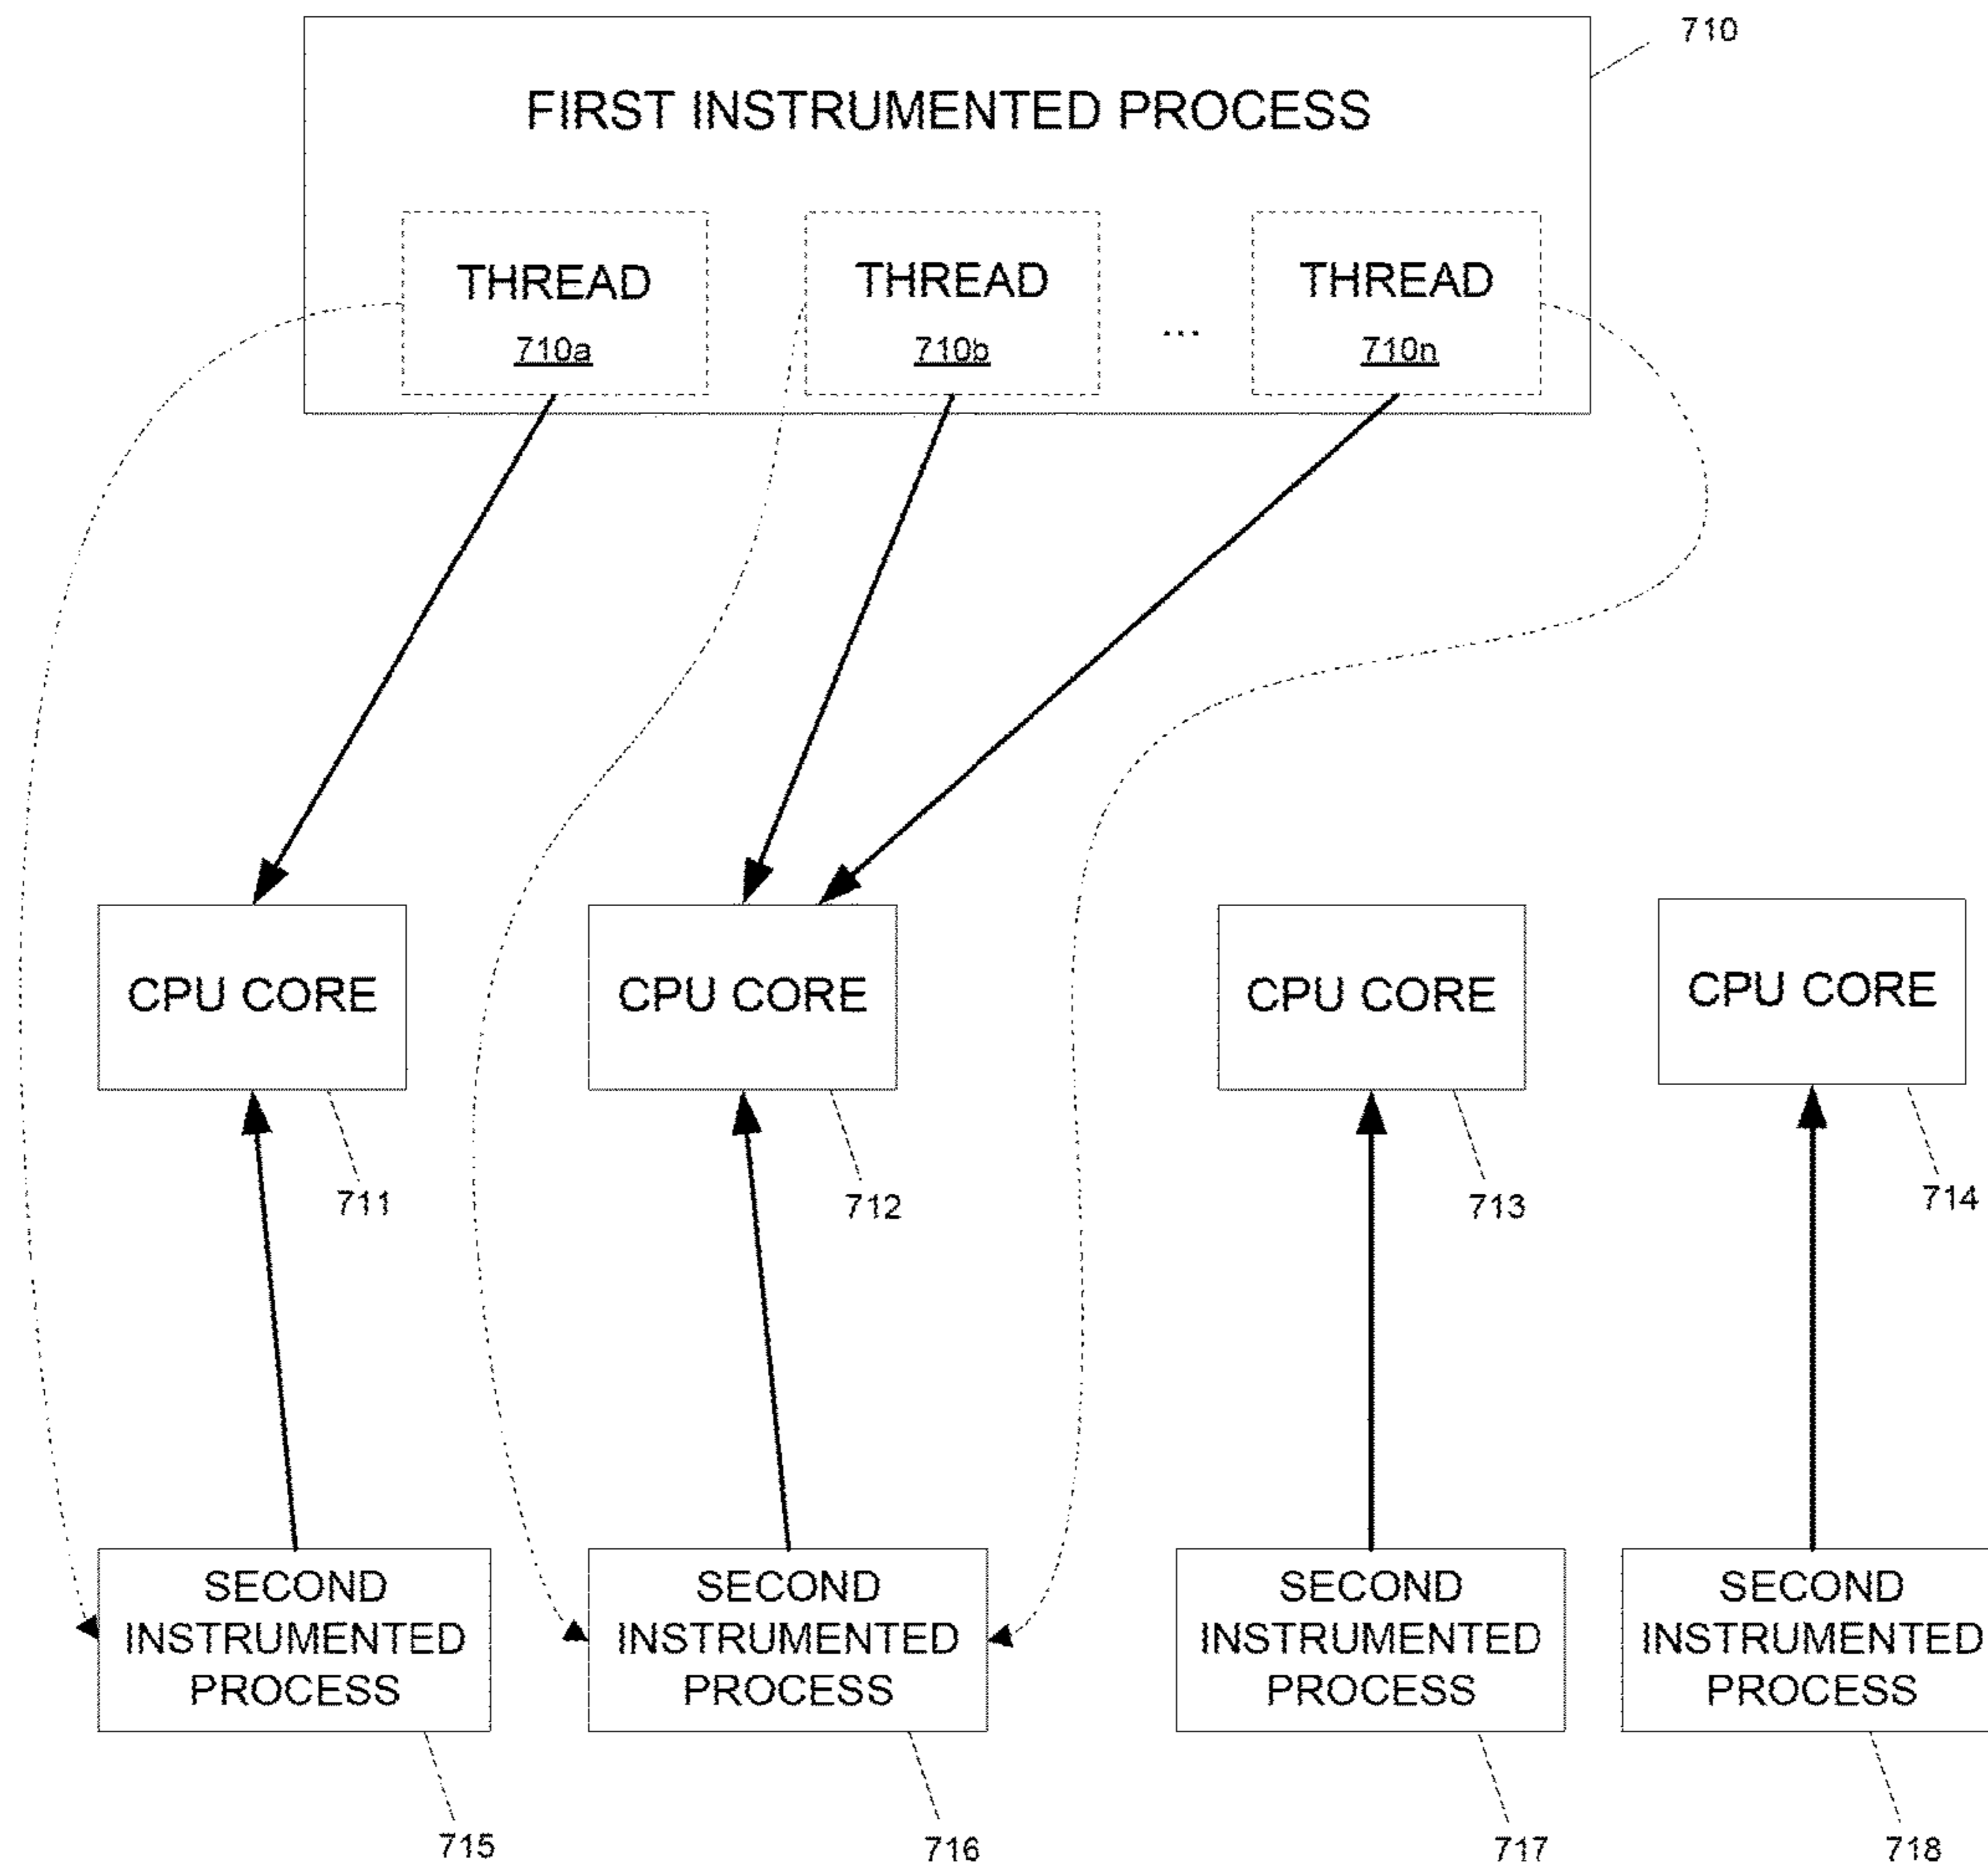 710
FIRST INSTRUMENTED PROCESS
THREAD
710a
THREAD
710b
...
THREAD
710n
CPU CORE
CPU CORE
CPU CORE
CPU CORE
711
712
713
714
SECOND
INSTRUMENTED
PROCESS
SECOND
INSTRUMENTED
PROCESS
SECOND
INSTRUMENTED
PROCESS
SECOND
INSTRUMENTED
PROCESS
715
716
717
718